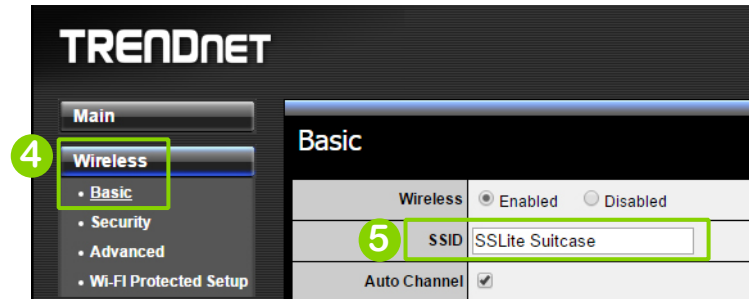 TRENDNET
Main
4
Wireless
• Basic
• Security
• Advanced
• Wi-FI Protected Setup
Basic
Wireless Enabled Disabled
5 SSID SSLite Suitcase
Auto Channel